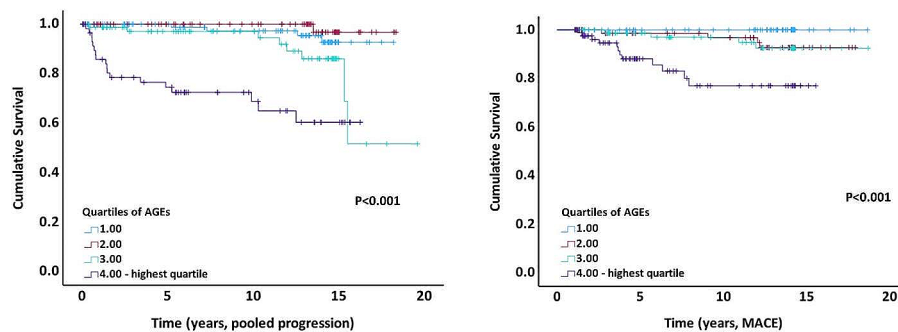 1.0
0.8
0.6
0.4
0.2
0.0
Cumulative Survival
P<0.001
Quartiles of AGEs
1.00
2.00
3.00
4.00 - highest quartile
0 5 10 15 20
Time (years, pooled progression)
1.0
0.8
0.6
0.4
0.2
0.0
Cumulative Survival
P<0.001
Quartiles of AGEs
1.00
2.00
3.00
4.00 - highest quartile
0 5 10 15 20
Time (years, MACE)